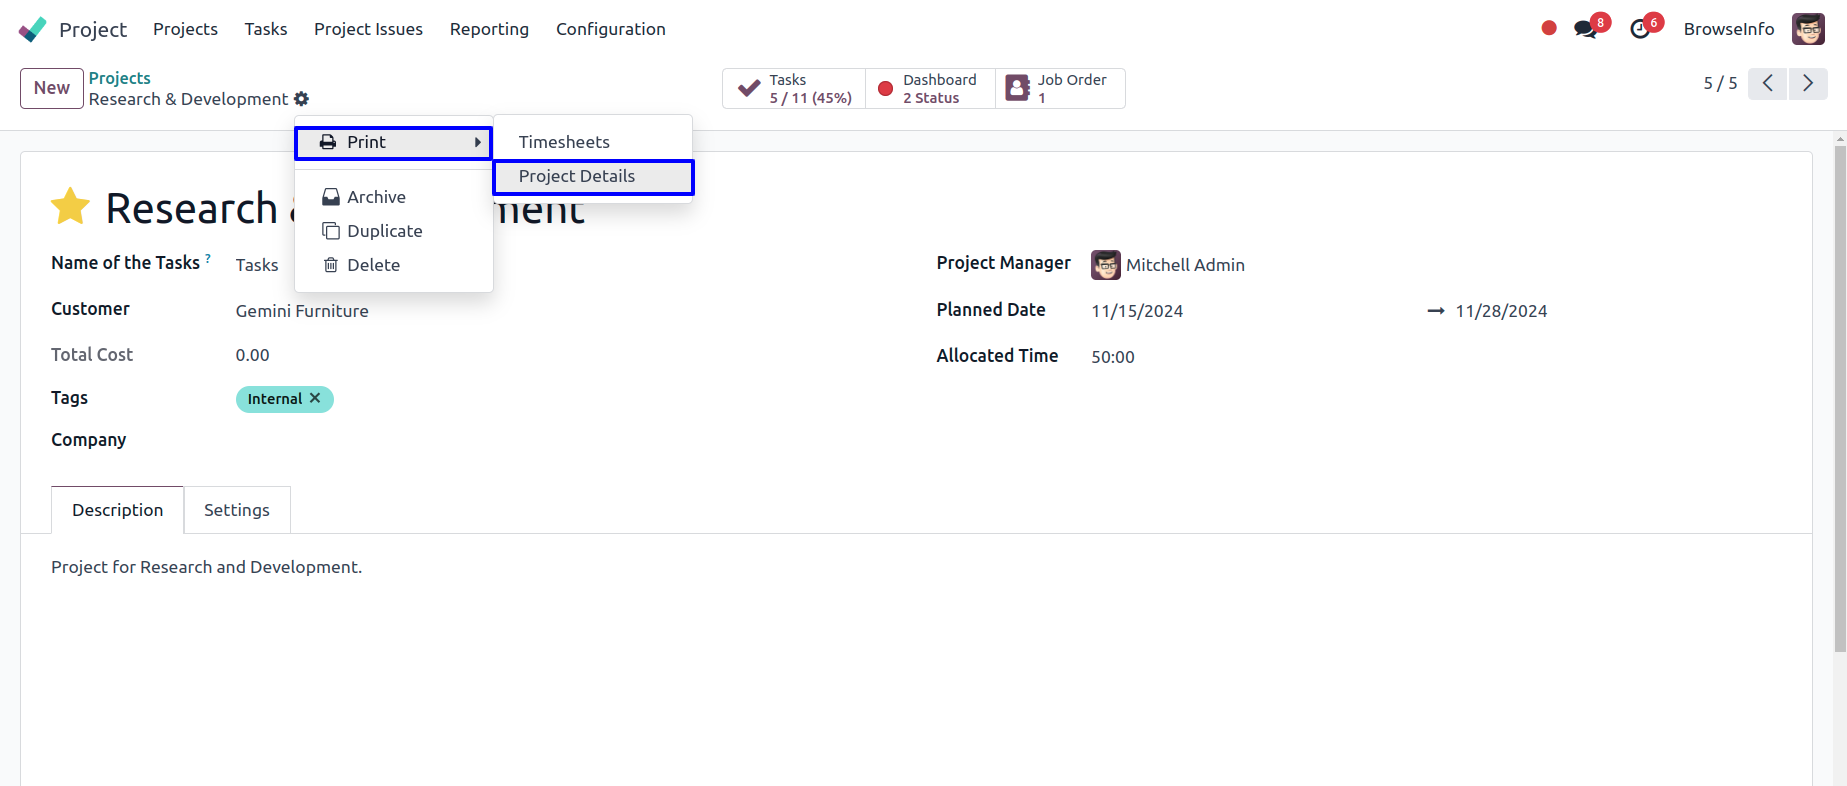 Project Projects Tasks Project Issues Reporting Configuration 8 6 BrowseInfo
New
Projects
Research & Development
Tasks
5 / 11 (45%)
Dashboard
2 Status
Job Order
1
5 / 5
Print
Timesheets
Project Details
Archive
Duplicate
Delete
Research
ment
Name of the Tasks ? Tasks
Project Manager Mitchell Admin
Customer Gemini Furniture
Planned Date 11/15/2024 → 11/28/2024
Total Cost 0.00
Allocated Time 50:00
Tags Internal ✕
Company
Description Settings
Project for Research and Development.